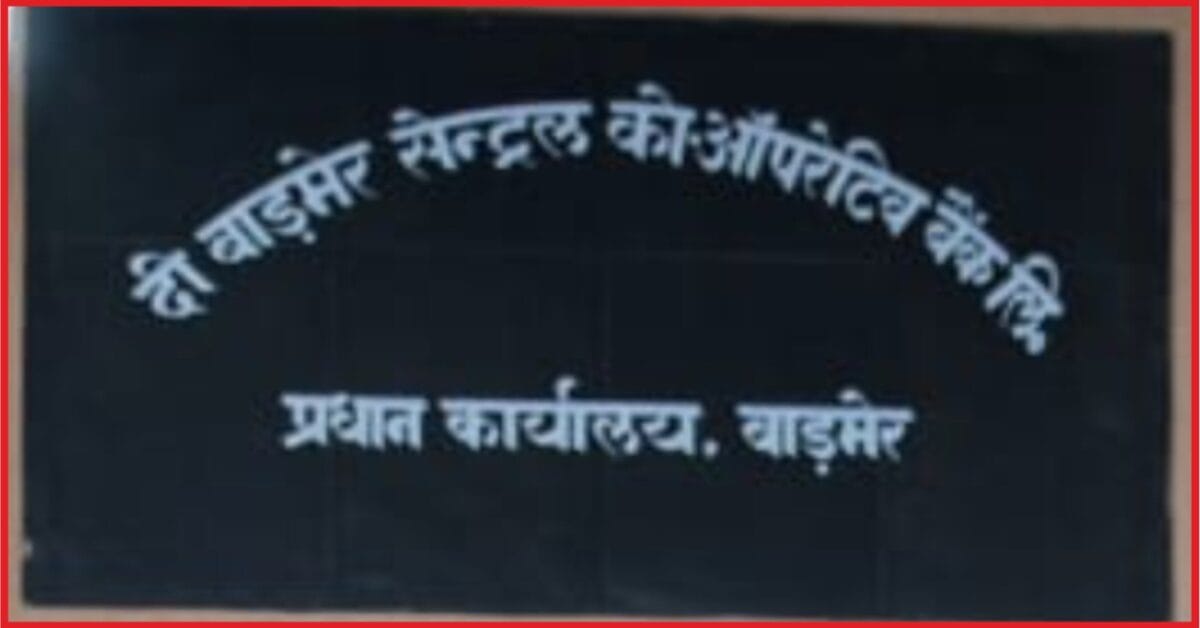 दी बाड़मेर सेन्ट्रल को-ऑपरेटिव बैंक लि.
प्रधान कार्यालय, बाड़मेर